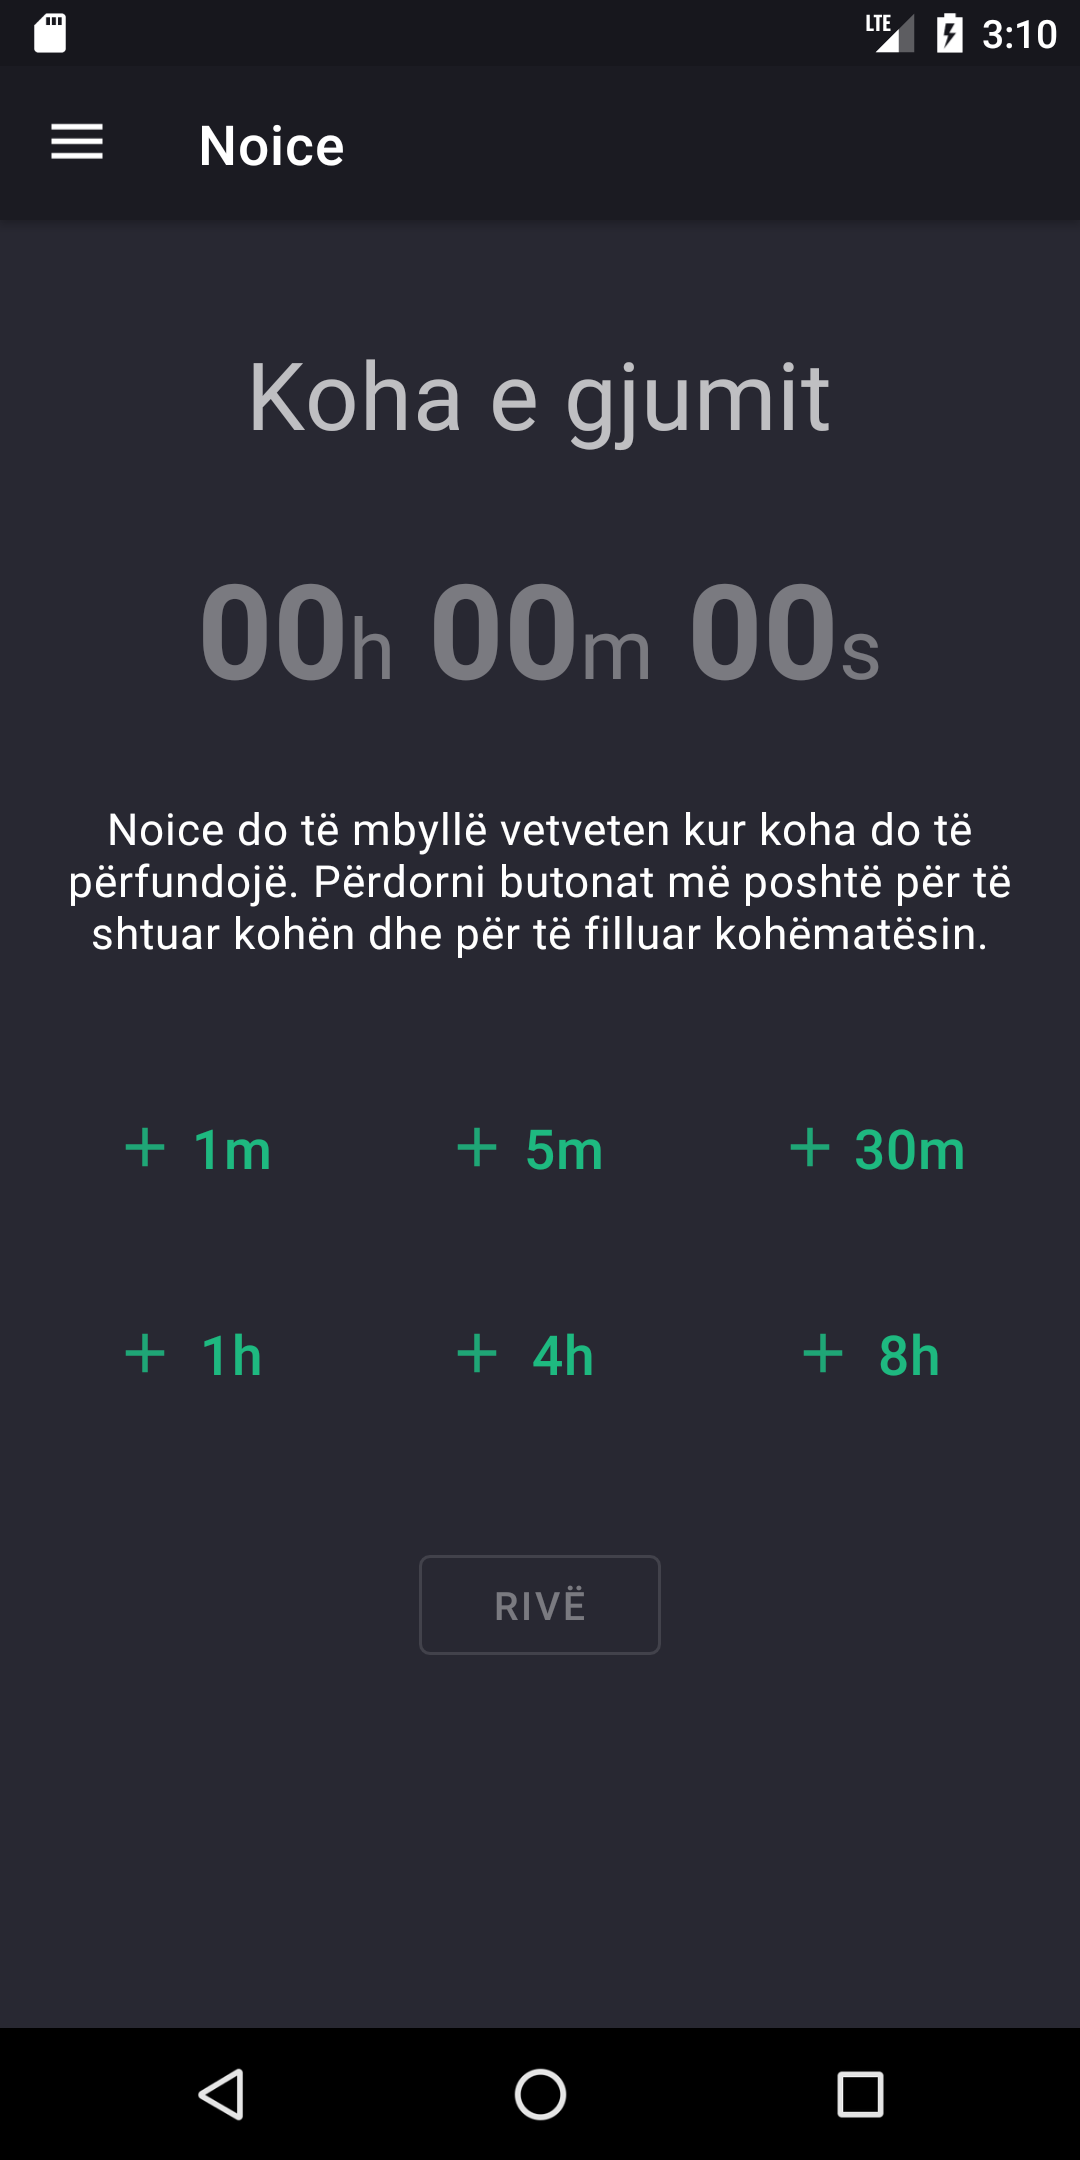 LTE 3:10
Noice
Koha e gjumit
00h 00m 00s
Noice do të mbyllë vetveten kur koha do të
përfundojë. Përdorni butonat më poshtë për të
shtuar kohën dhe për të filluar kohëmatësin.
+ 1m + 5m + 30m
+ 1h + 4h + 8h
RIVË